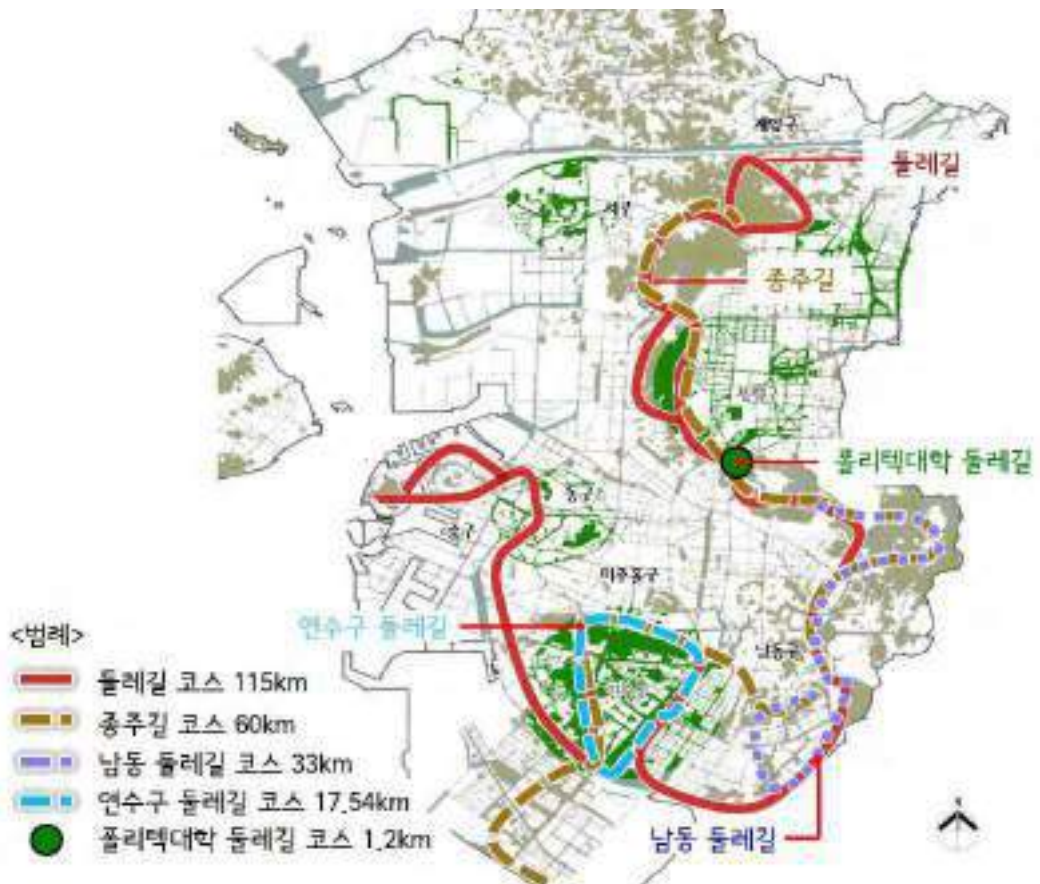 계양구
둘레길
서구
종주길
폴리텍대학 둘레길
동구
중구
미추홀구
연수구 둘레길
남동구
<범례>
둘레길 코스 115km
종주길 코스 60km
남동 둘레길 코스 33km
연수구 둘레길 코스 17.54km
폴리텍대학 둘레길 코스 1.2km
남동 둘레길